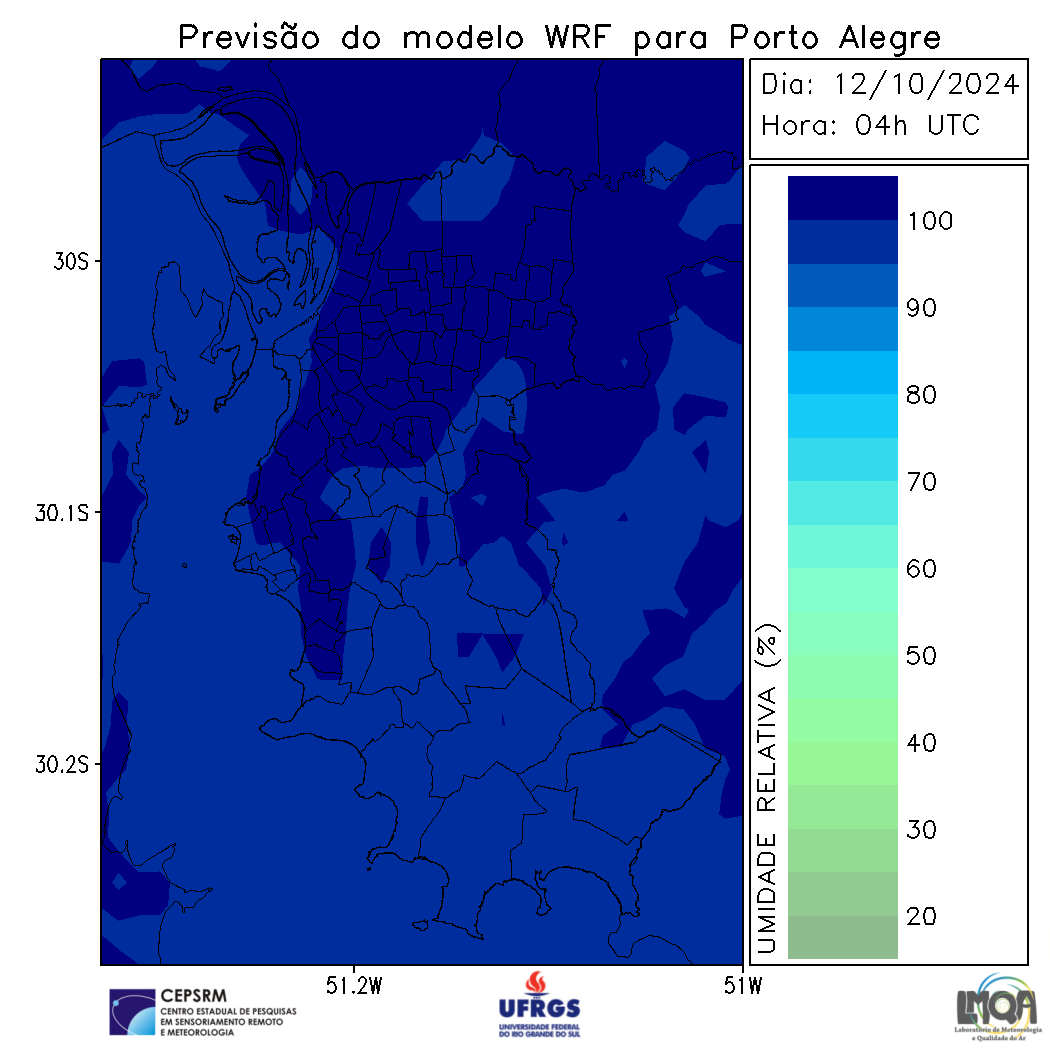 Previsão do modelo WRF para Porto Alegre
Dia: 12/10/2024
Hora: 04h UTC
30S
30.1S
30.2S
51.2W
51W
100
90
80
70
60
50
40
30
20
UMIDADE RELATIVA (%)
CEPSRM
CENTRO ESTADUAL DE PESQUISAS
EM SENSORIAMENTO REMOTO
E METEOROLOGIA
UFRGS
UNIVERSIDADE FEDERAL
DO RIO GRANDE DO SUL
LMQA
Laboratório de Meteorologia
e Qualidade do Ar